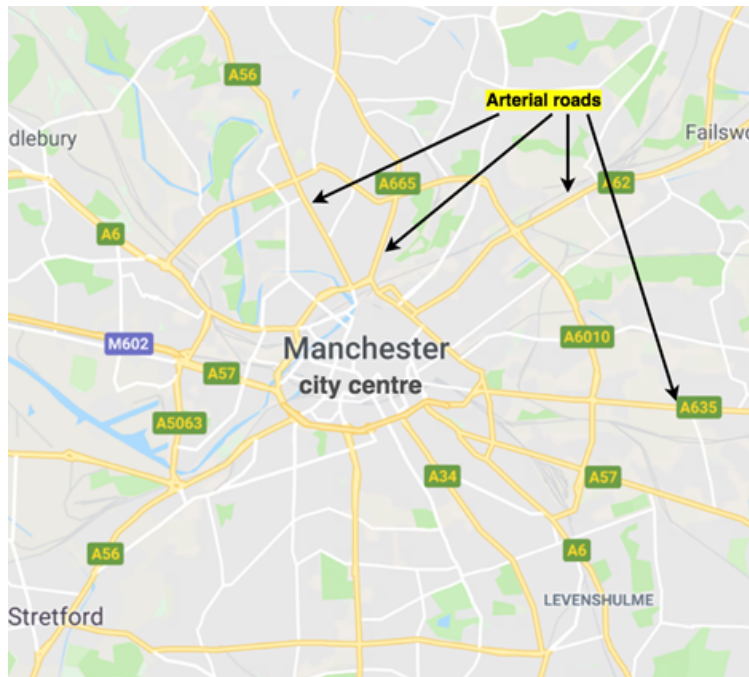 A56
Arterial roads
dlebury
Failswo
A665
A62
A6
A6010
M602
Manchester
A57
city centre
A635
A5063
A34
A57
A56
A6
LEVENSHULME
Stretford